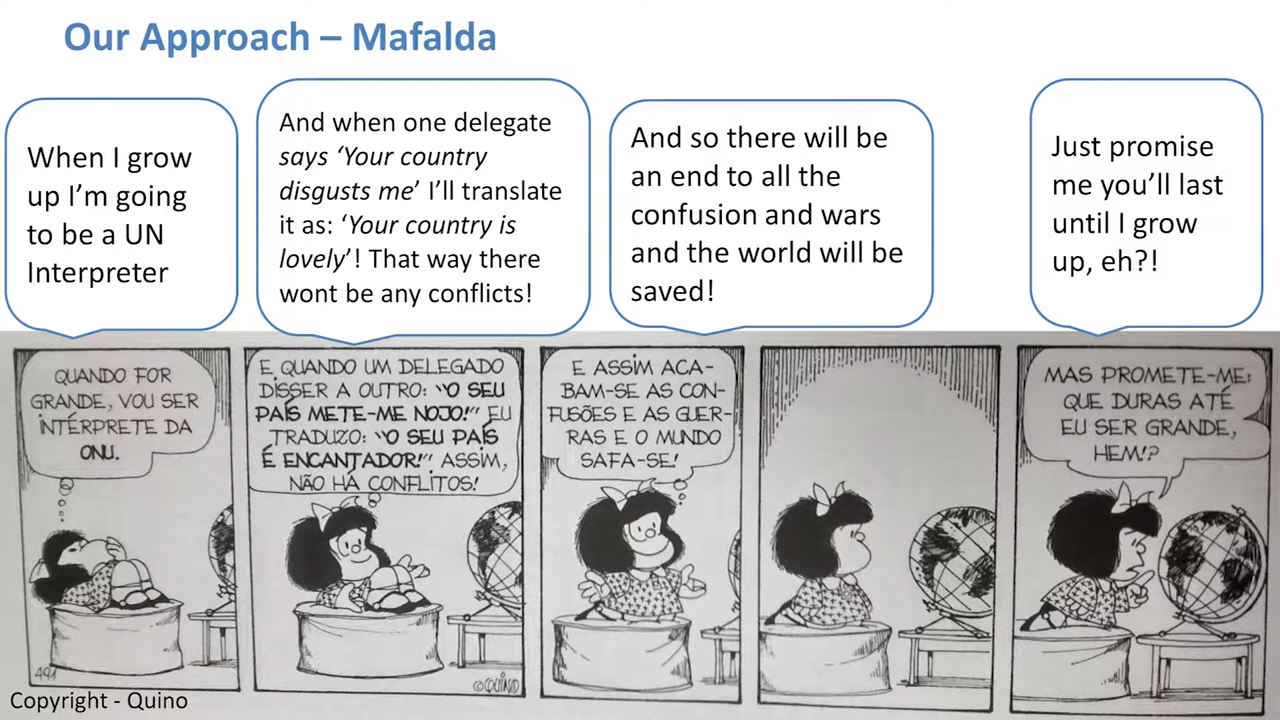 Our Approach – Mafalda
When I grow
up I’m going
to be a UN
Interpreter
And when one delegate
says ‘Your country
disgusts me’ I’ll translate
it as: ‘Your country is
lovely’! That way there
wont be any conflicts!
And so there will be
an end to all the
confusion and wars
and the world will be
saved!
Just promise
me you’ll last
until I grow
up, eh?!
QUANDO FOR
GRANDE, VOU SER
INTÉRPRETE DA
ONU.
E QUANDO UM DELEGADO
DISSER A OUTRO: “O SEU
PAÍS METE-ME NOJO!” EU
TRADUZO: “O SEU PAÍS
É ENCANTADOR!”. ASSIM,
NÃO HÁ CONFLITOS!
E ASSIM ACA-
BAM-SE AS CON-
FUSÕES E AS GUER-
RAS E O MUNDO
SAFA-SE!
MAS PROMETE-ME:
QUE DURAS ATÉ
EU SER GRANDE,
HEM!?
491
©QUINO
Copyright - Quino